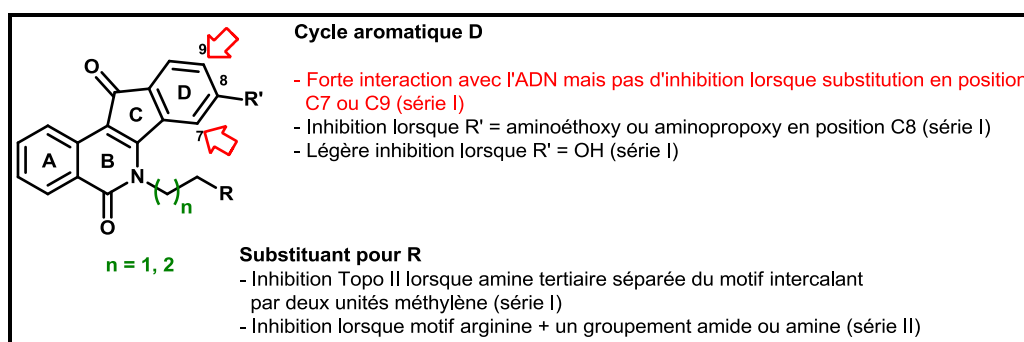 Cycle aromatique D
- Forte interaction avec l'ADN mais pas d'inhibition lorsque substitution en position
C7 ou C9 (série I)
- Inhibition lorsque R' = aminoéthoxy ou aminopropoxy en position C8 (série I)
- Légère inhibition lorsque R' = OH (série I)
O
9
8
D
R'
C
7
A
B
N
R
( )
n
O
n = 1, 2
Substituant pour R
- Inhibition Topo II lorsque amine tertiaire séparée du motif intercalant
par deux unités méthylène (série I)
- Inhibition lorsque motif arginine + un groupement amide ou amine (série II)